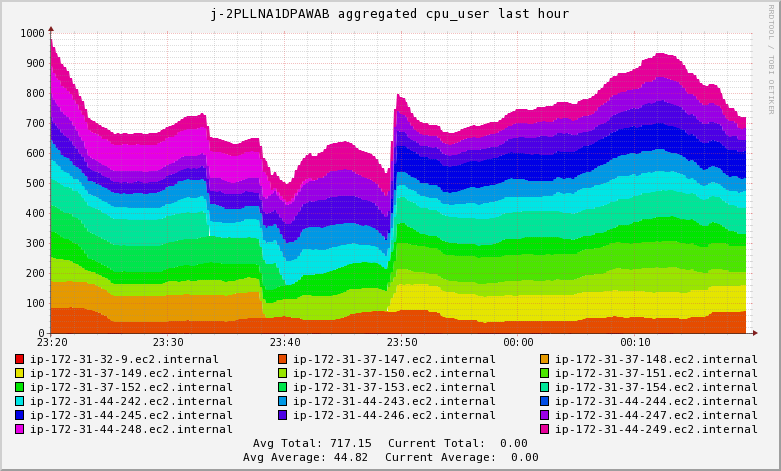 j-2PLLNA1DPAWAB aggregated cpu_user last hour
RRDTOOL / TOBI OETIKER
1000
900
800
700
600
500
400
300
200
100
0
23:20 23:30 23:40 23:50 00:00 00:10
ip-172-31-32-9.ec2.internal ip-172-31-37-147.ec2.internal ip-172-31-37-148.ec2.internal
ip-172-31-37-149.ec2.internal ip-172-31-37-150.ec2.internal ip-172-31-37-151.ec2.internal
ip-172-31-37-152.ec2.internal ip-172-31-37-153.ec2.internal ip-172-31-37-154.ec2.internal
ip-172-31-44-242.ec2.internal ip-172-31-44-243.ec2.internal ip-172-31-44-244.ec2.internal
ip-172-31-44-245.ec2.internal ip-172-31-44-246.ec2.internal ip-172-31-44-247.ec2.internal
ip-172-31-44-248.ec2.internal ip-172-31-44-249.ec2.internal
Avg Total: 717.15 Current Total: 0.00
Avg Average: 44.82 Current Average: 0.00